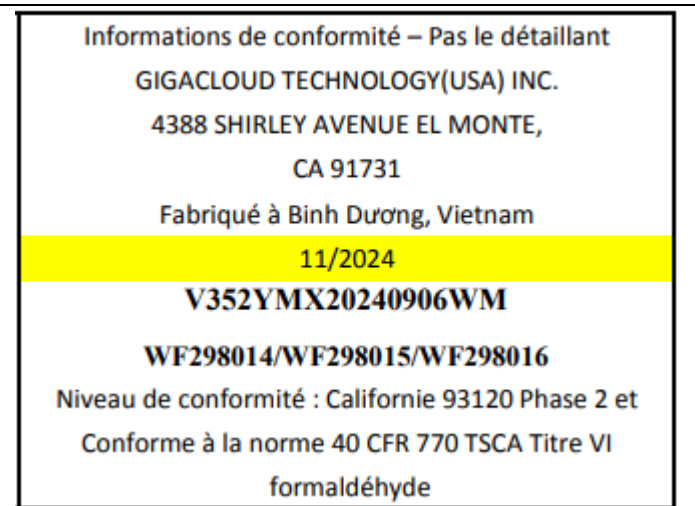 Informations de conformité – Pas le détaillant
GIGACLOUD TECHNOLOGY(USA) INC.
4388 SHIRLEY AVENUE EL MONTE,
CA 91731
Fabriqué à Binh Dương, Vietnam
11/2024
V352YMX20240906WM
WF298014/WF298015/WF298016
Niveau de conformité : Californie 93120 Phase 2 et
Conforme à la norme 40 CFR 770 TSCA Titre VI
formaldéhyde